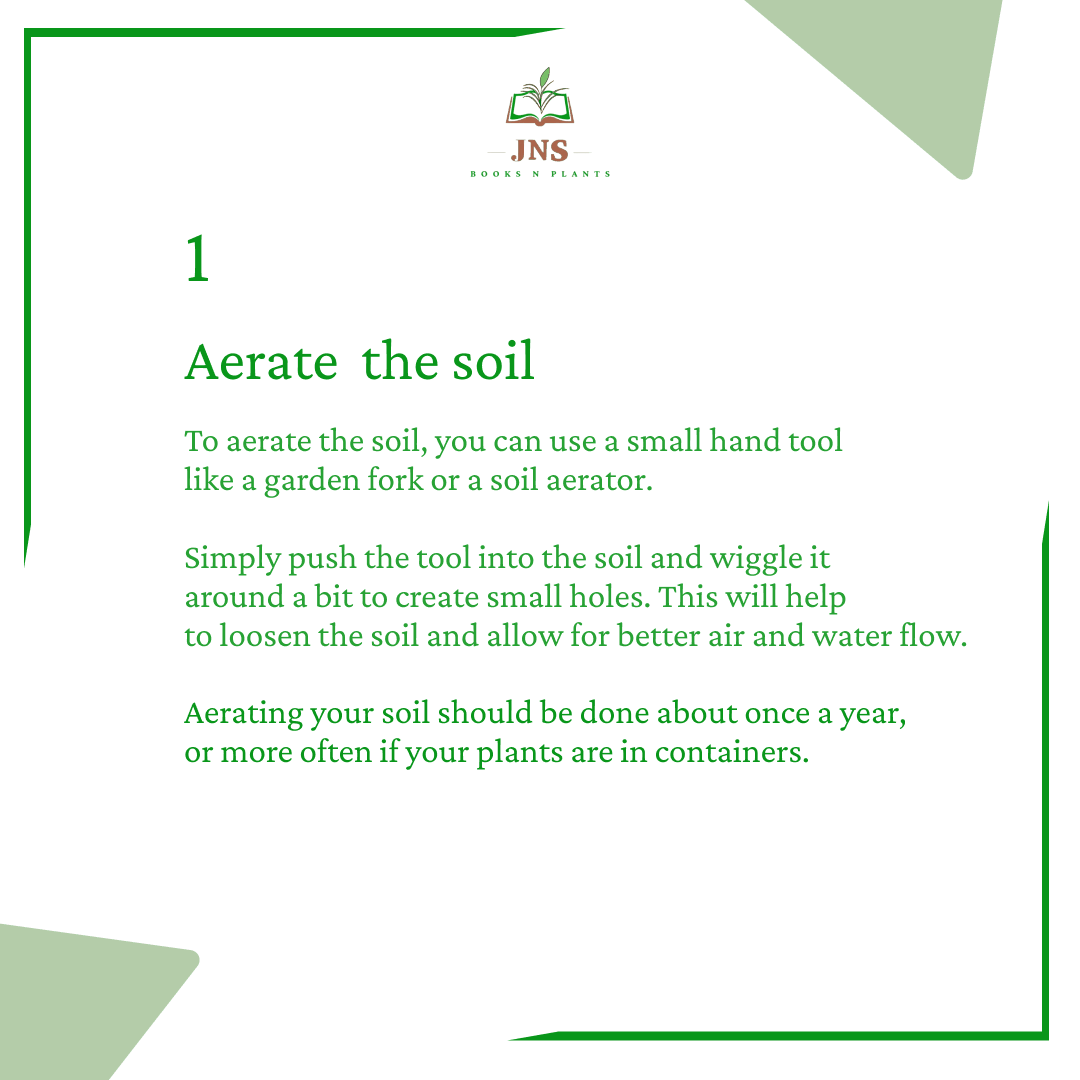 JNS
BOOKS N PLANTS
1
Aerate the soil
To aerate the soil, you can use a small hand tool
like a garden fork or a soil aerator.
Simply push the tool into the soil and wiggle it
around a bit to create small holes. This will help
to loosen the soil and allow for better air and water flow.
Aerating your soil should be done about once a year,
or more often if your plants are in containers.